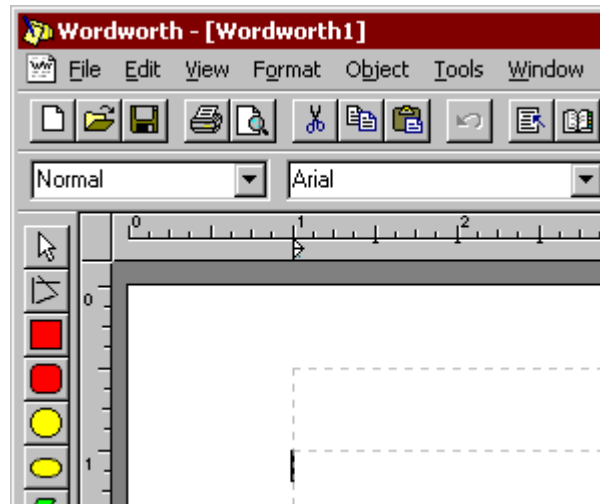 Wordworth - [Wordworth1]
File Edit View Format Object Tools Window
Normal Arial
0 1 2
0
1